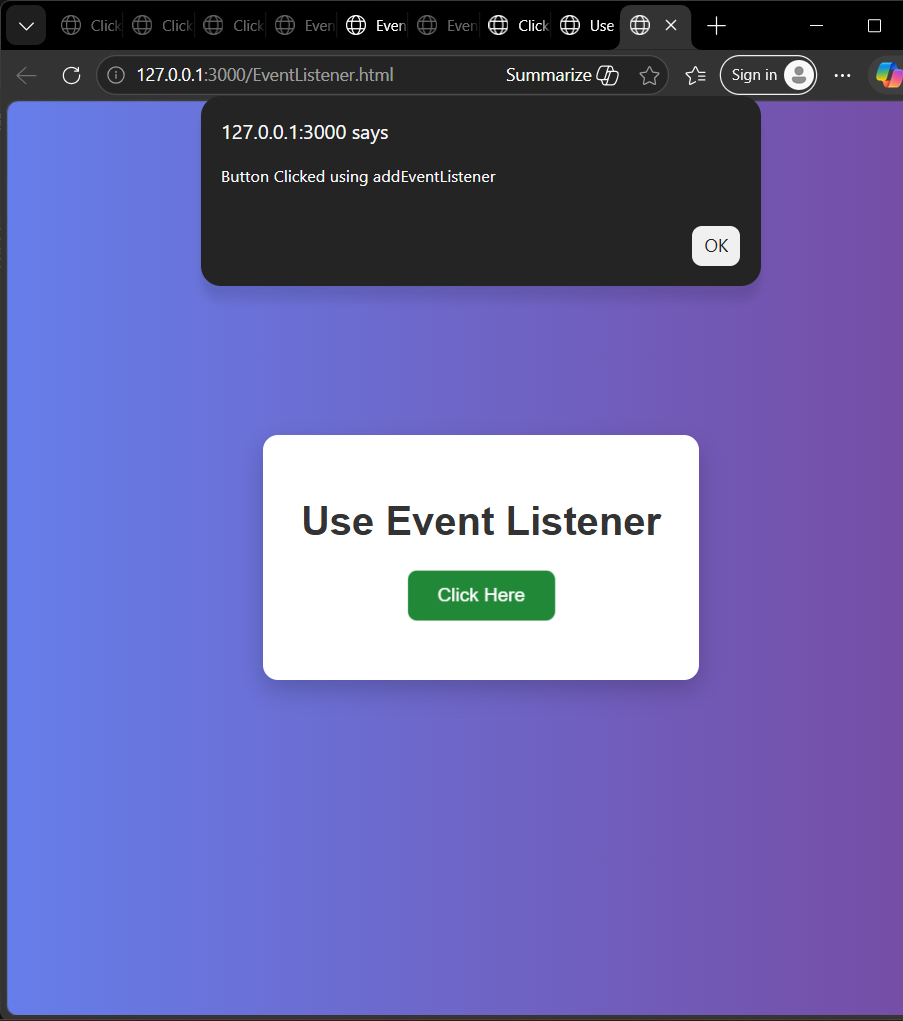 Click
Click
Click
Even
Even
Even
Click
Use
127.0.0.1:3000/EventListener.html
Summarize
Sign in
127.0.0.1:3000 says
Button Clicked using addEventListener
OK
Use Event Listener
Click Here